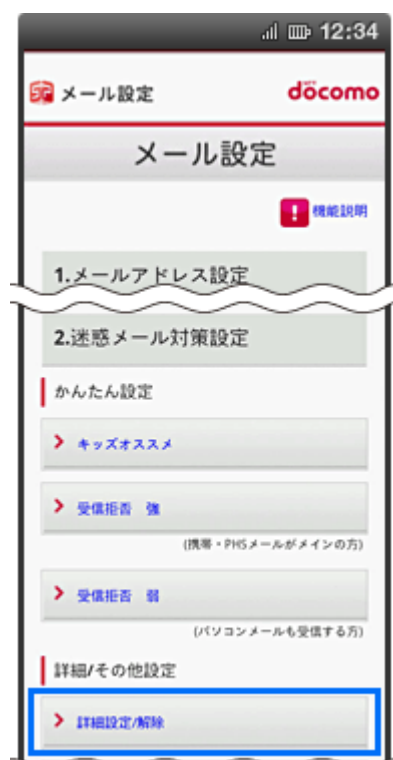 12:34
メール設定
döcomo
メール設定
機能説明
1.メールアドレス設定
2.迷惑メール対策設定
かんたん設定
キッズオススメ
受信拒否 強
(携帯・PHSメールがメインの方)
受信拒否 弱
(パソコンメールも受信する方)
詳細/その他設定
詳細設定/解除